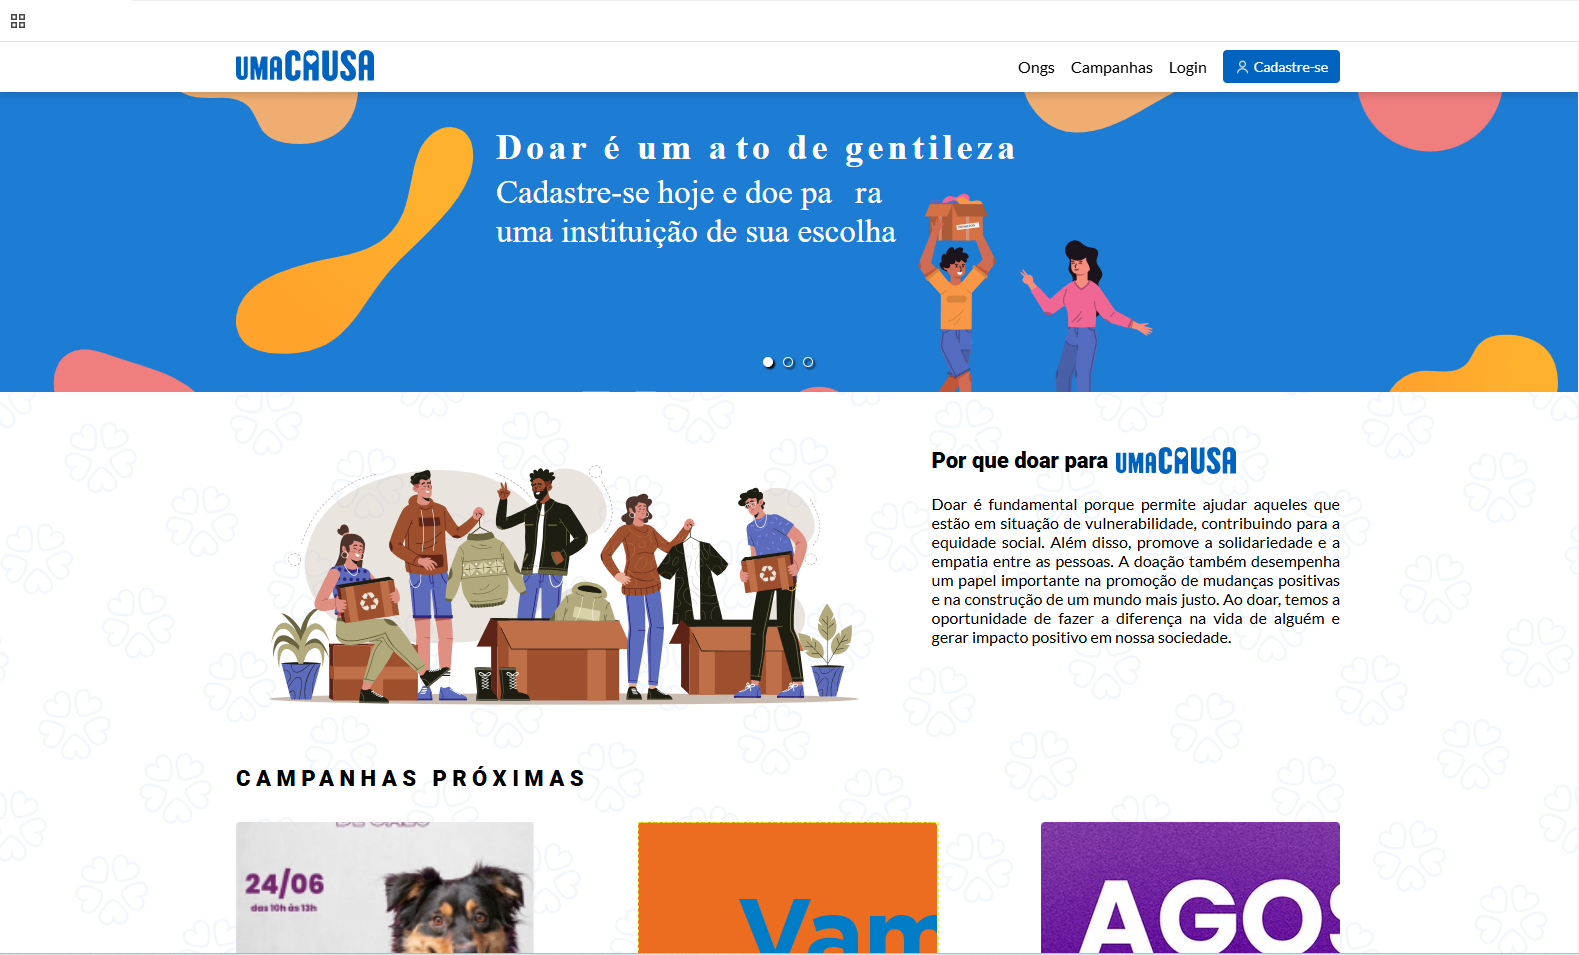 UMACAUSA
Ongs
Campanhas
Login
Cadastre-se
Doar é um ato de gentileza
Cadastre-se hoje e doe pa ra
uma instituição de sua escolha
Por que doar para UMACAUSA
Doar é fundamental porque permite ajudar aqueles que
estão em situação de vulnerabilidade, contribuindo para a
equidade social. Além disso, promove a solidariedade e a
empatia entre as pessoas. A doação também desempenha
um papel importante na promoção de mudanças positivas
e na construção de um mundo mais justo. Ao doar, temos a
oportunidade de fazer a diferença na vida de alguém e
gerar impacto positivo em nossa sociedade.
CAMPANHAS PRÓXIMAS
24/06
das 10h às 13h
Vam
AGOS